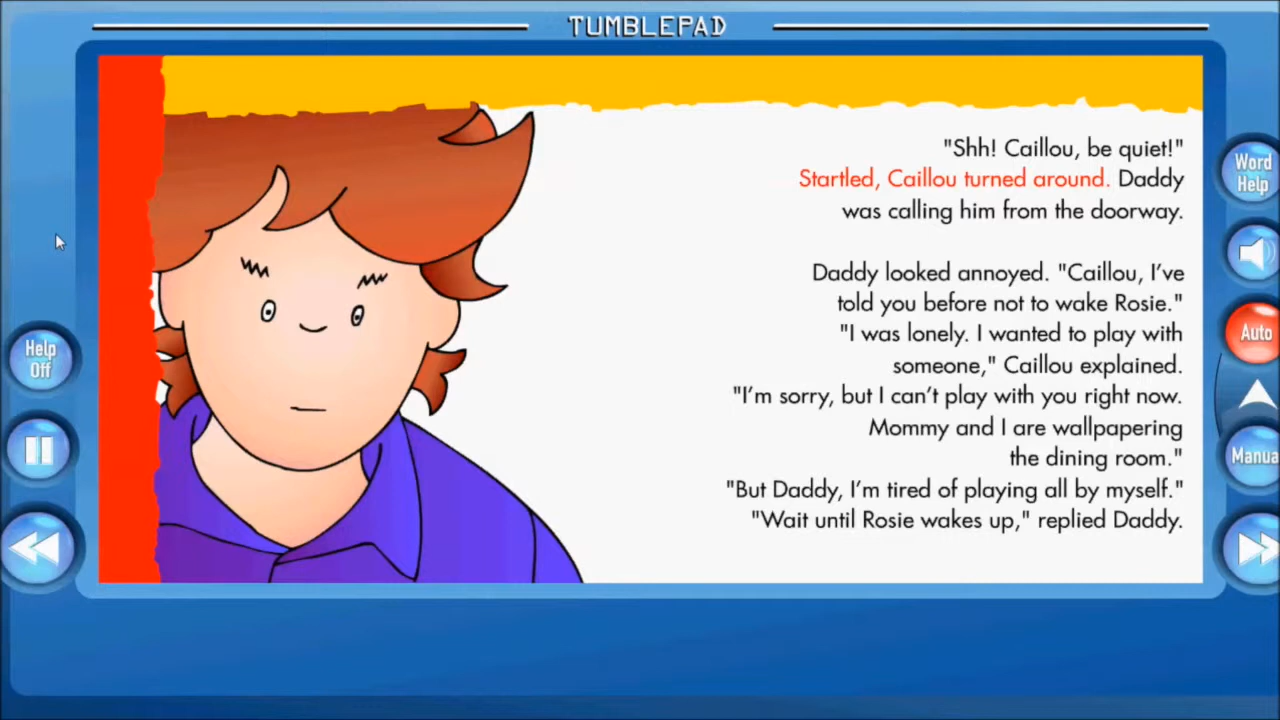 TUMBLEPAD
"Shh! Caillou, be quiet!"
Startled, Caillou turned around. Daddy
was calling him from the doorway.
Daddy looked annoyed. "Caillou, I've
told you before not to wake Rosie."
"I was lonely. I wanted to play with
someone," Caillou explained.
"I'm sorry, but I can't play with you right now.
Mommy and I are wallpapering
the dining room."
"But Daddy, I'm tired of playing all by myself."
"Wait until Rosie wakes up," replied Daddy.
Help
Off
Word
Help
Auto
Manua